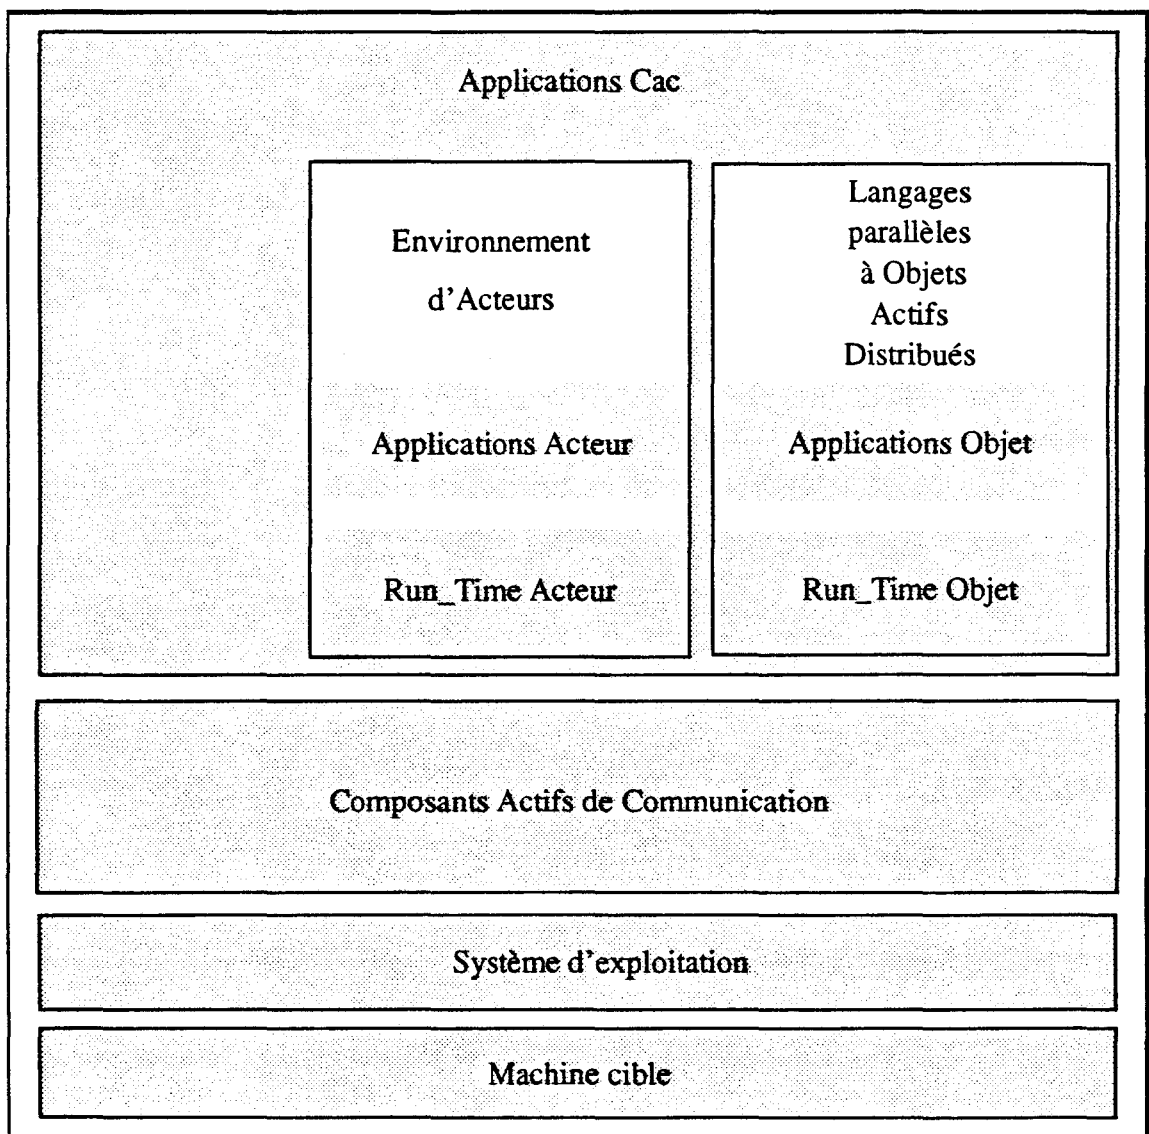 Applications Cac
Environnement
d'Acteurs
Applications Acteur
Run_Time Acteur
Langages
parallèles
à Objets
Actifs
Distribués
Applications Objet
Run_Time Objet
Composants Actifs de Communication
Système d'exploitation
Machine cible